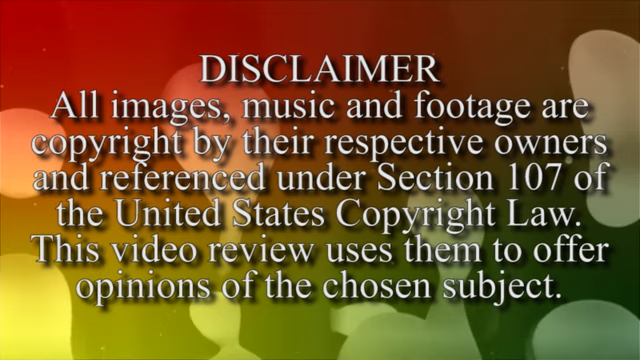 DISCLAIMER
All images, music and footage are
copyright by their respective owners
and referenced under Section 107 of
the United States Copyright Law.
This video review uses them to offer
opinions of the chosen subject.